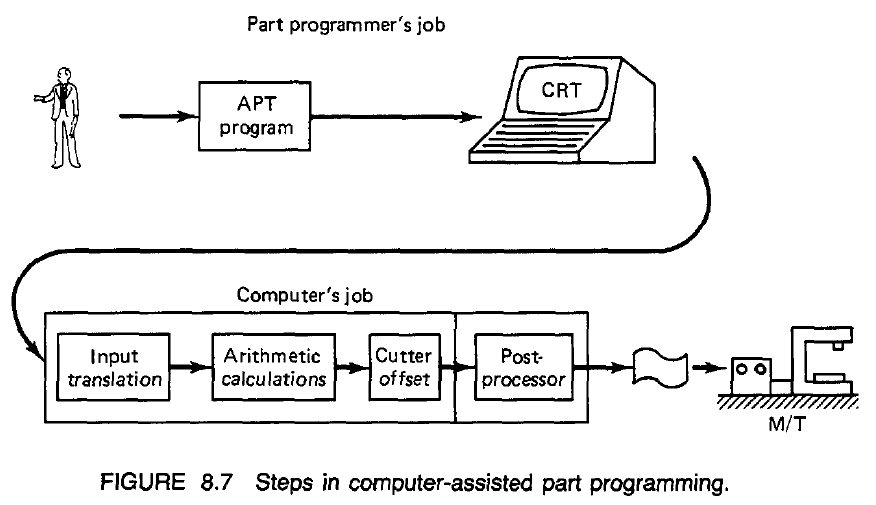 Part programmer's job
APT
program
CRT
Computer's job
Input
translation
Arithmetic
calculations
Cutter
offset
Post-
processor
M/T
FIGURE 8.7 Steps in computer-assisted part programming.